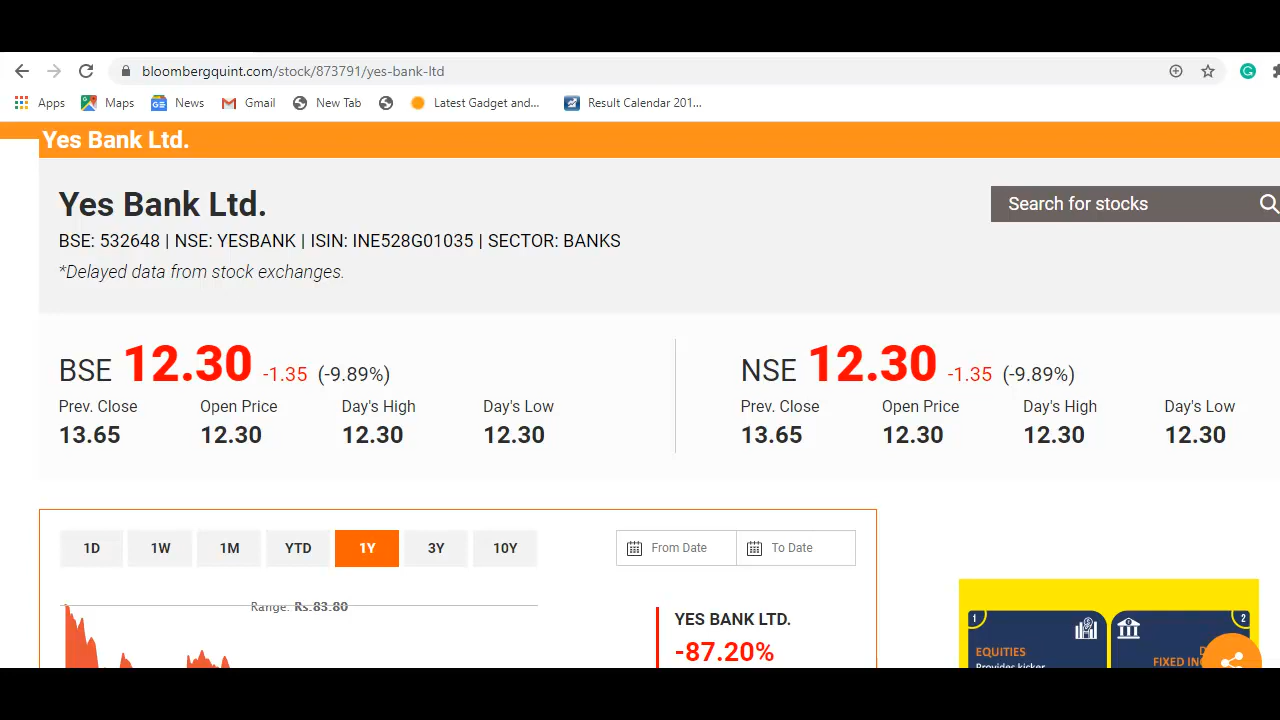 bloombergquint.com/stock/873791/yes-bank-ltd
Apps Maps News Gmail New Tab Latest Gadget and... Result Calendar 201...
Yes Bank Ltd.
Yes Bank Ltd.
Search for stocks
BSE: 532648 | NSE: YESBANK | ISIN: INE528G01035 | SECTOR: BANKS
*Delayed data from stock exchanges.
BSE 12.30 -1.35 (-9.89%)
Prev. Close Open Price Day's High Day's Low
13.65 12.30 12.30 12.30
NSE 12.30 -1.35 (-9.89%)
Prev. Close Open Price Day's High Day's Low
13.65 12.30 12.30 12.30
1D 1W 1M YTD 1Y 3Y 10Y
From Date To Date
Range: Rs.83.80
YES BANK LTD.
-87.20%
1 2
EQUITIES
Provides kicker
FIXED